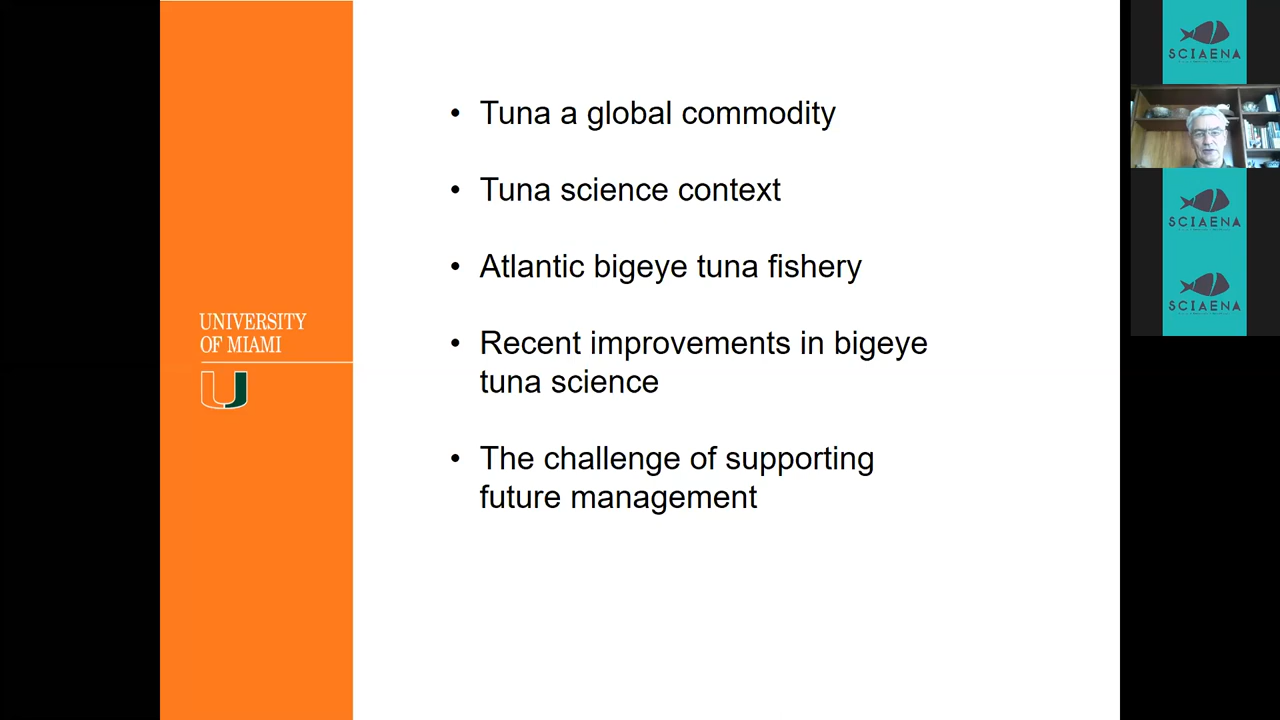 • Tuna a global commodity
• Tuna science context
• Atlantic bigeye tuna fishery
• Recent improvements in bigeye
tuna science
• The challenge of supporting
future management
UNIVERSITY
OF MIAMI
SCIAENA
SCIAENA
SCIAENA